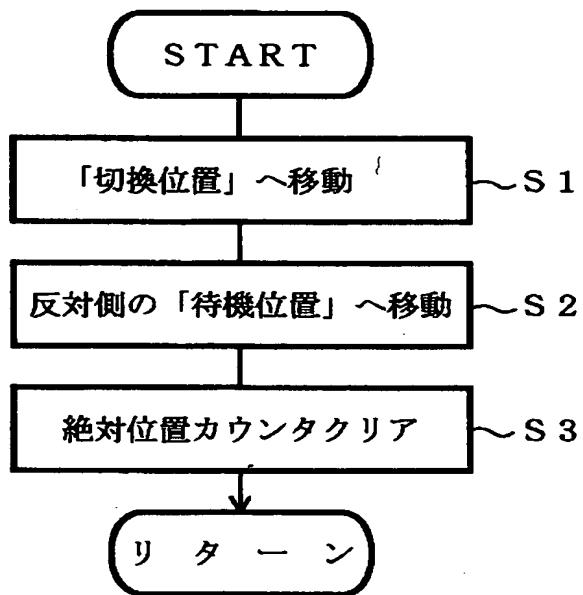 START
「切換位置」へ移動
S1
反対側の「待機位置」へ移動
S2
絶対位置カウンタクリア
S3
リターン